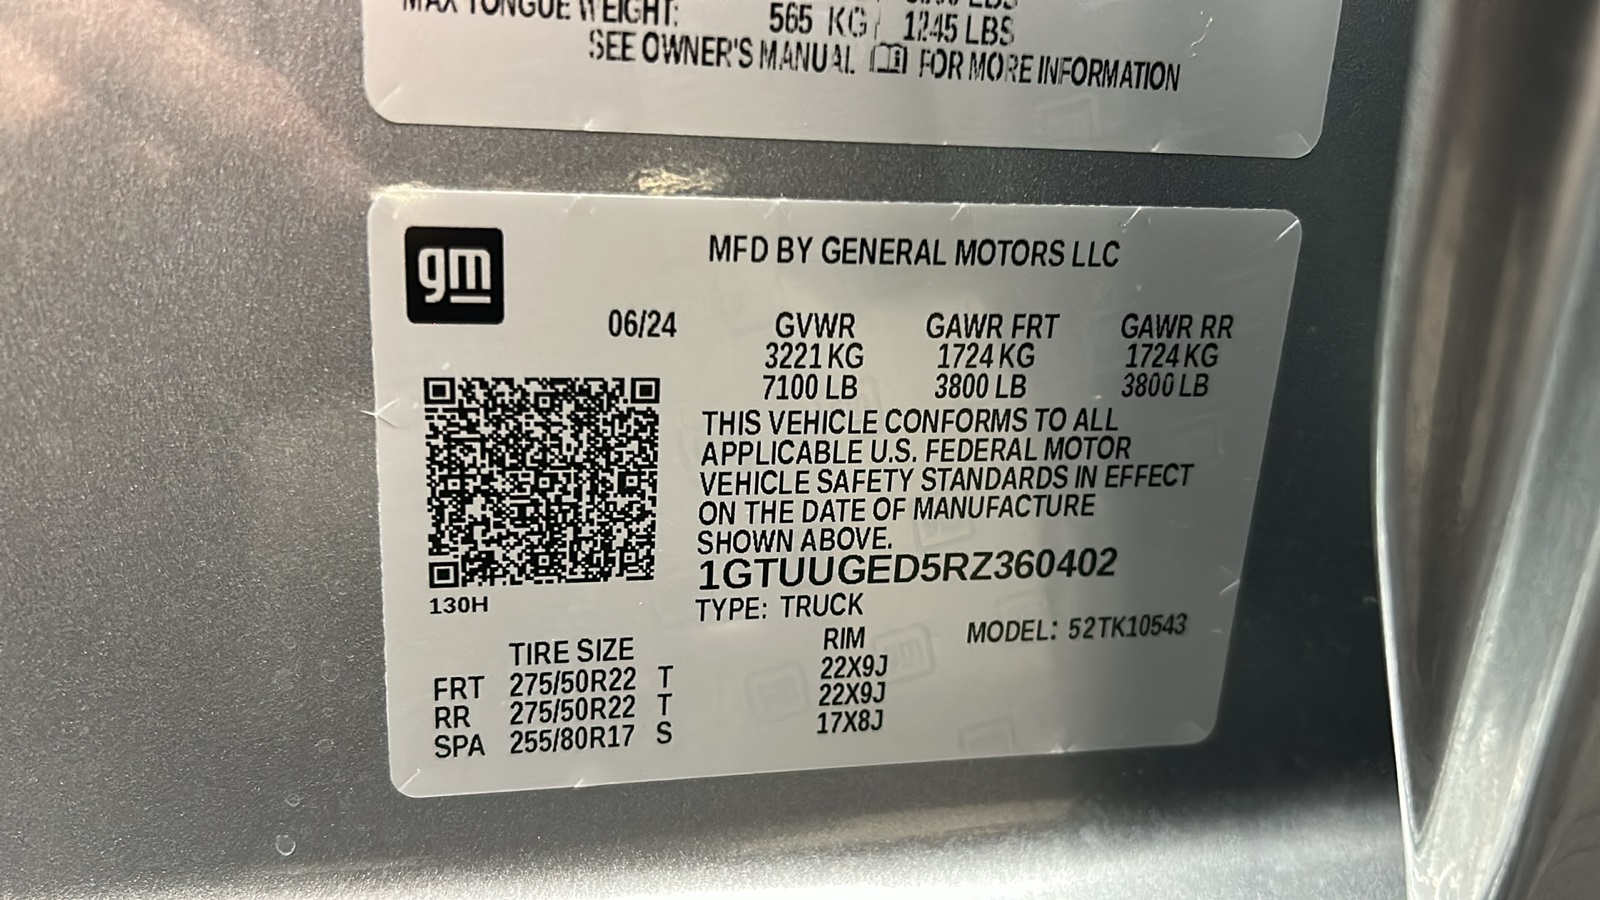 MAX TONGUE WEIGHT: 565 KG / 1245 LBS
SEE OWNER'S MANUAL FOR MORE INFORMATION
gm
MFD BY GENERAL MOTORS LLC
06/24 GVWR GAWR FRT GAWR RR
3221 KG 1724 KG 1724 KG
7100 LB 3800 LB 3800 LB
THIS VEHICLE CONFORMS TO ALL
APPLICABLE U.S. FEDERAL MOTOR
VEHICLE SAFETY STANDARDS IN EFFECT
ON THE DATE OF MANUFACTURE
SHOWN ABOVE.
1GTUUGED5RZ360402
130H
TYPE: TRUCK
MODEL: 52TK10543
TIRE SIZE RIM
FRT 275/50R22 T 22X9J
RR 275/50R22 T 22X9J
SPA 255/80R17 S 17X8J